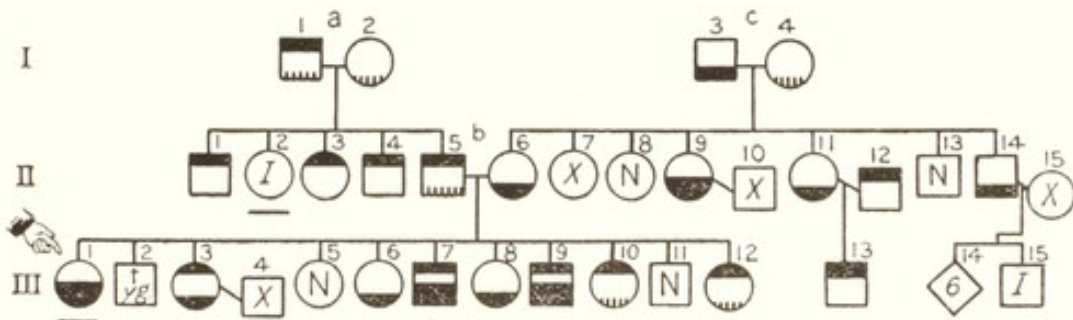 a c
I 1 2 3 4
b
II 1 2 3 4 5 6 7 8 9 10 11 12 13 14 15
I X N X N X
III 1 2 3 4 5 6 7 8 9 10 11 12 13 14 15
yg X N N 6 I